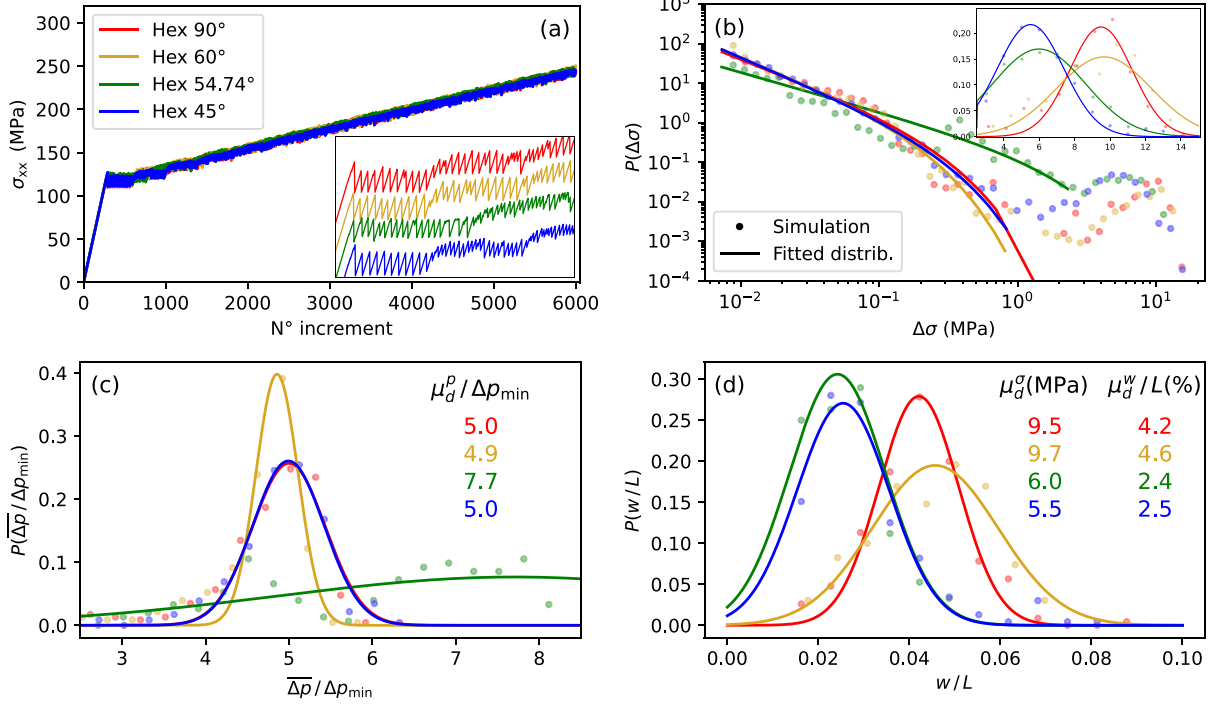 (a)
Hex 90°
Hex 60°
Hex 54.74°
Hex 45°
σxx (MPa)
300
250
200
150
100
50
0
0 1000 2000 3000 4000 5000 6000
N° increment
(b)
P(Δσ)
10³
10²
10¹
10⁰
10⁻¹
10⁻²
10⁻³
10⁻⁴
0.20
0.15
0.10
0.05
0.00
4 6 8 10 12 14
Simulation
Fitted distrib.
10⁻² 10⁻¹ 10⁰ 10¹
Δσ (MPa)
(c)
μ_d^p / Δp_min
5.0
4.9
7.7
5.0
P(Δp̅ / Δp_min)
0.4
0.3
0.2
0.1
0.0
3 4 5 6 7 8
Δp̅ / Δp_min
(d)
μ_d^σ(MPa) μ_d^w / L(%)
9.5 4.2
9.7 4.6
6.0 2.4
5.5 2.5
P(w / L)
0.30
0.25
0.20
0.15
0.10
0.05
0.00
0.00 0.02 0.04 0.06 0.08 0.10
w / L